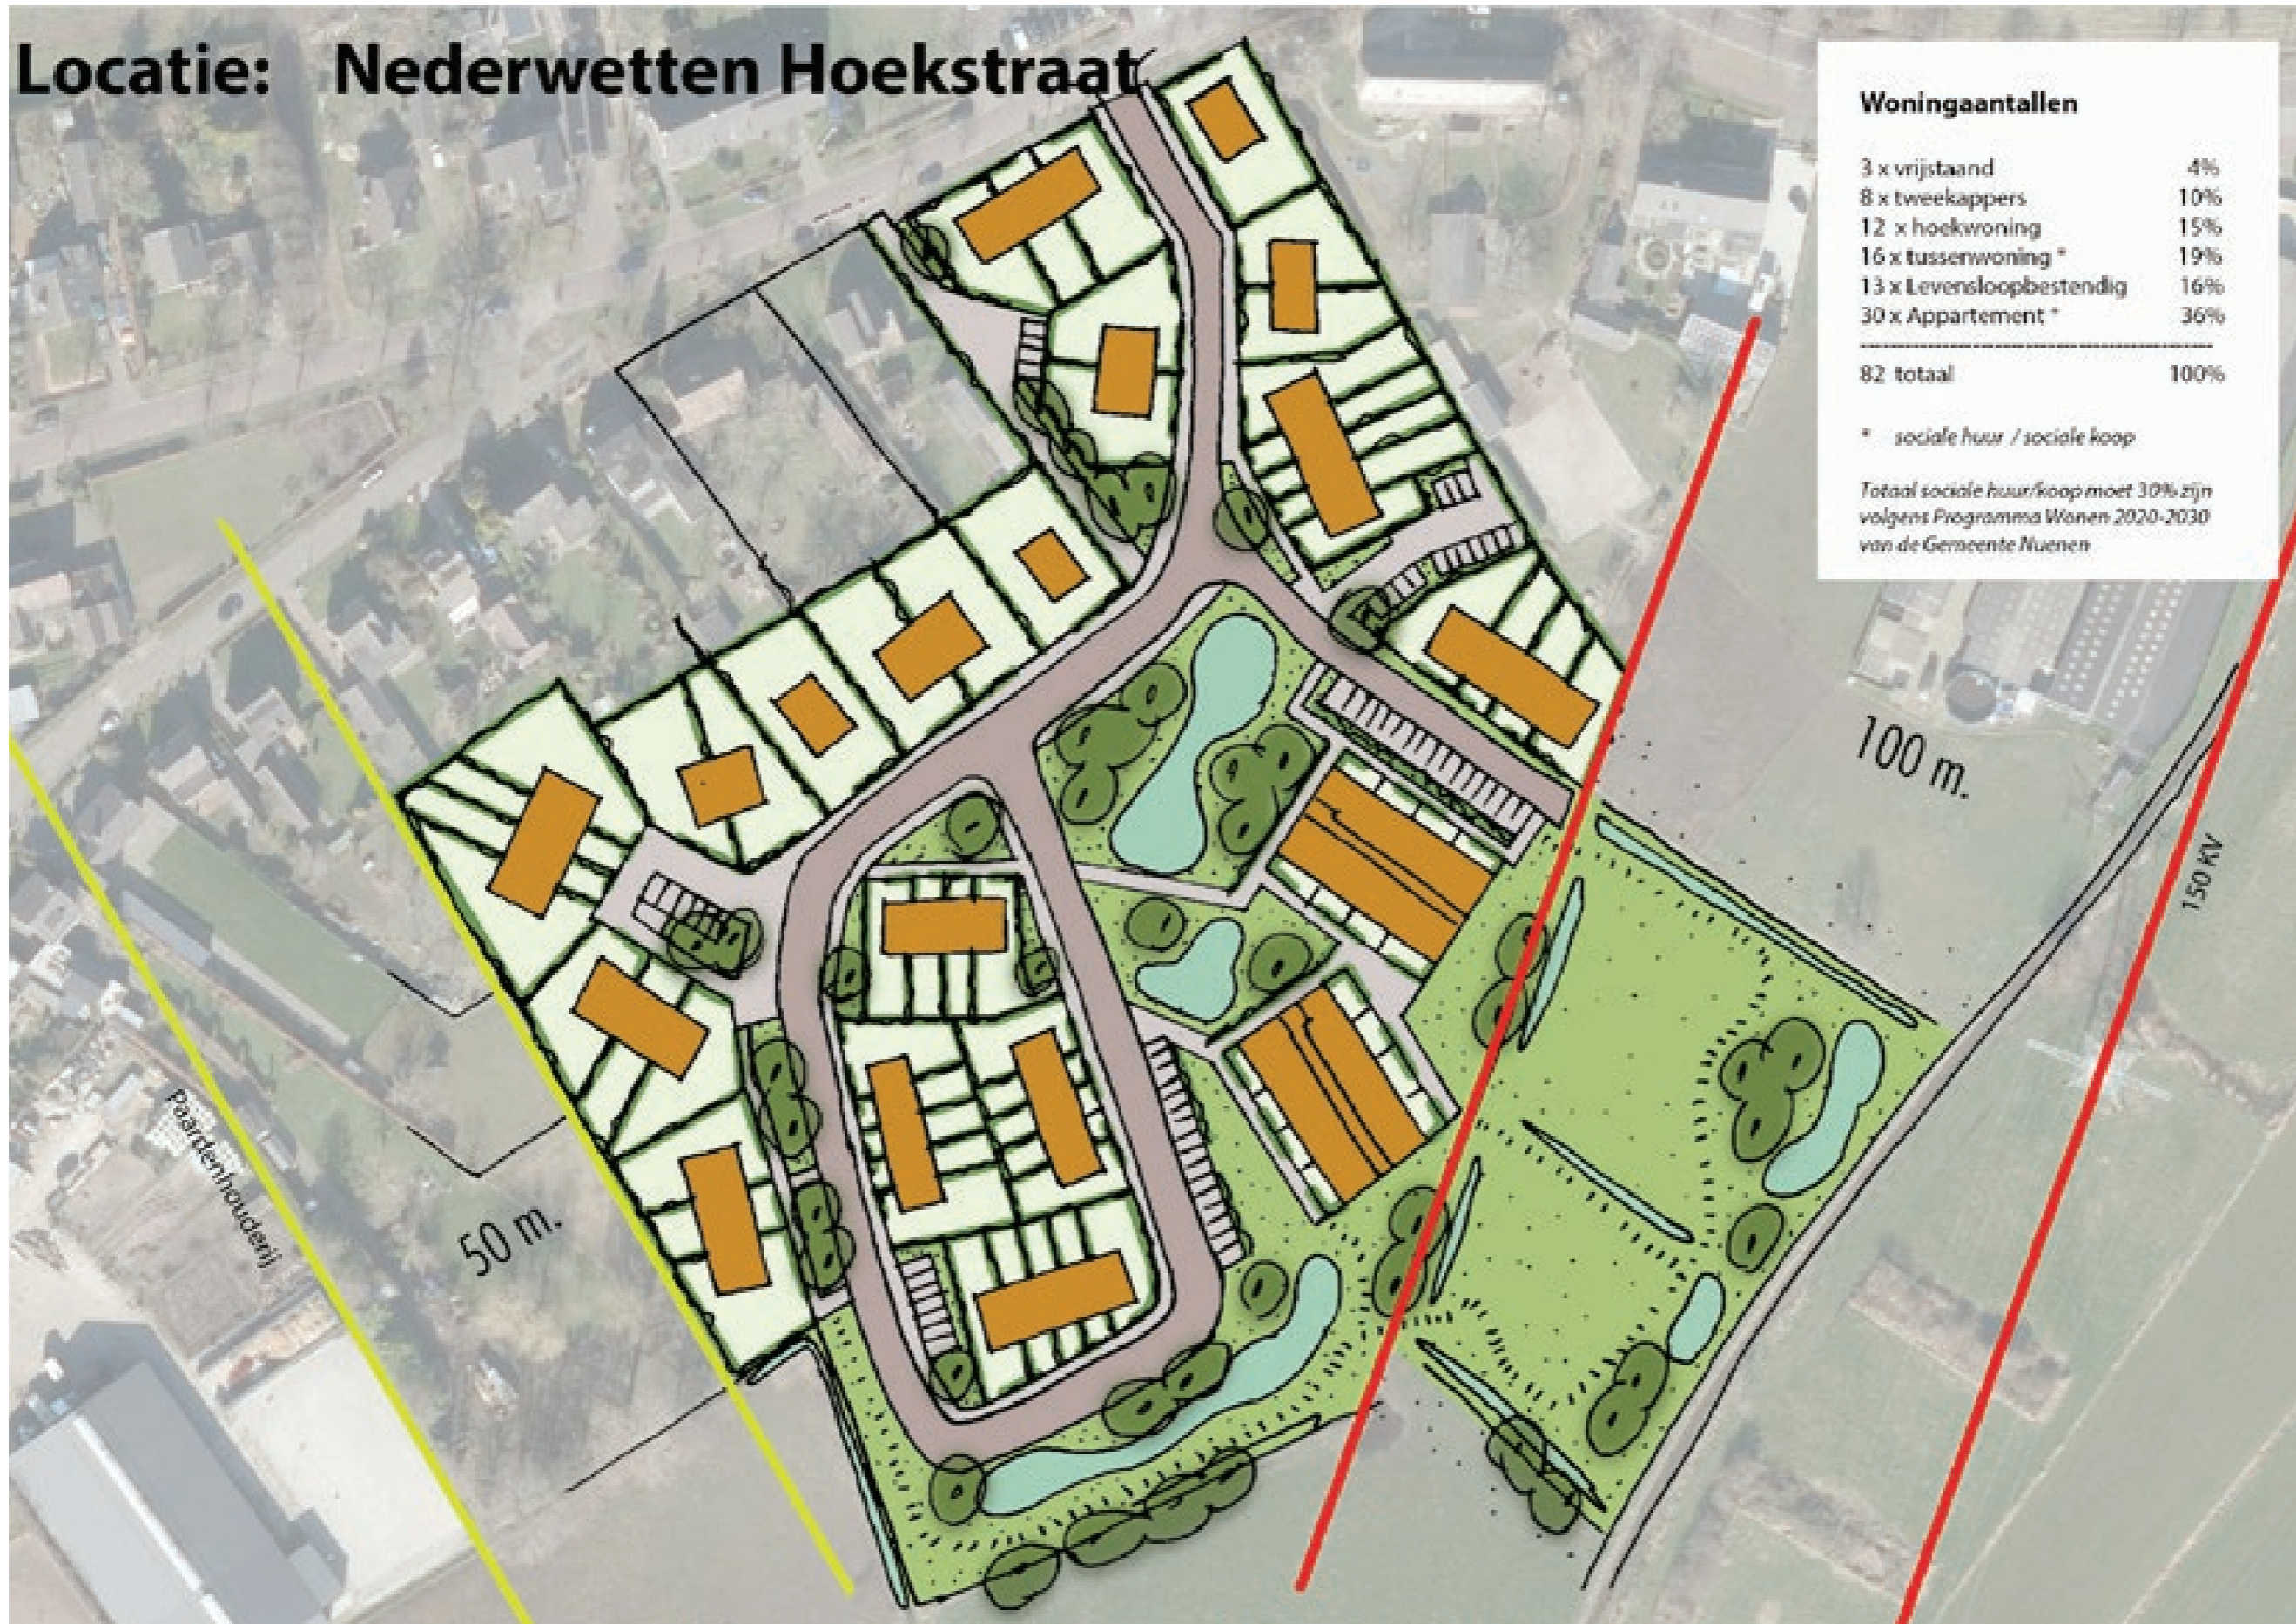 Locatie: Nederwetten Hoekstraat
Woningaantallen
3 x vrijstaand 4%
8 x tweekappers 10%
12 x hoekwoning 15%
16 x tussenwoning * 19%
13 x Levensloopbestendig 16%
30 x Appartement * 36%
82 totaal 100%
* sociale huur / sociale koop
Totaal sociale huur/koop moet 30% zijn
volgens Programma Wonen 2020-2030
van de Gemeente Nuenen
100 m.
150 KV
Paardenhouderij
50 m.